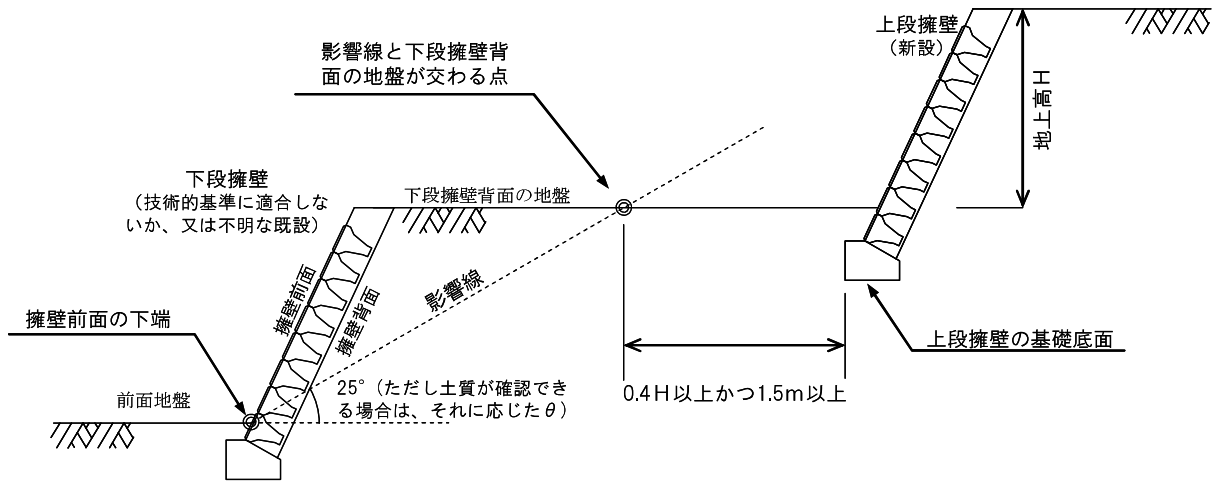 上段擁壁
（新設）
影響線と下段擁壁背
面の地盤が交わる点
地上高H
下段擁壁
（技術的基準に適合しな
いか、又は不明な既設）
下段擁壁背面の地盤
擁壁前面
擁壁背面
影響線
擁壁前面の下端
上段擁壁の基礎底面
前面地盤
25°（ただし土質が確認でき
る場合は、それに応じたθ）
0.4H以上かつ1.5m以上